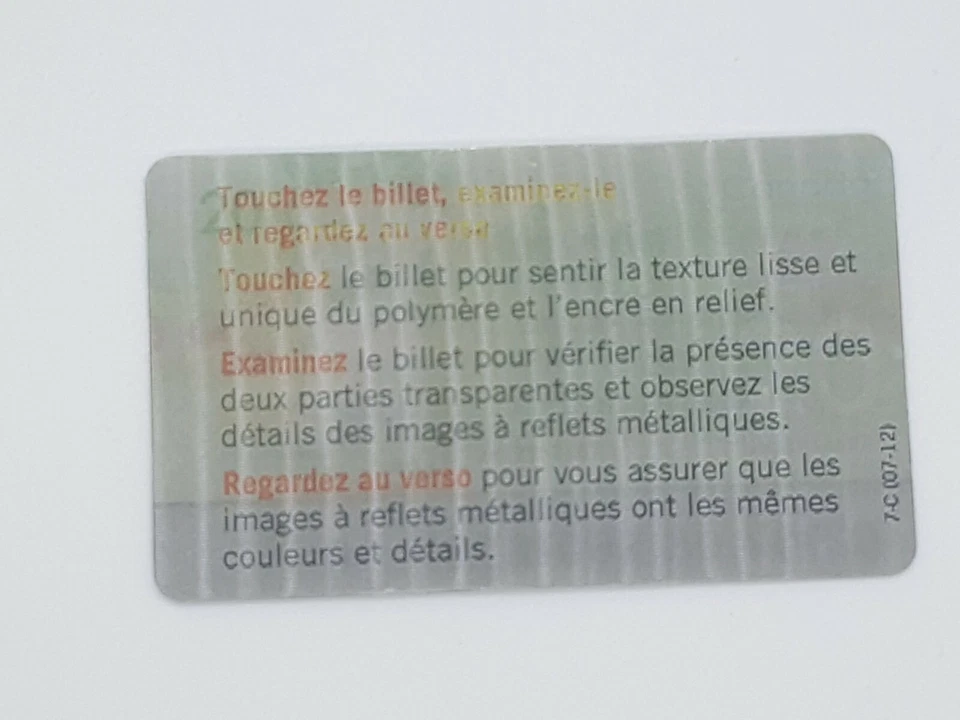 Touchez le billet, examinez-le
et regardez au verso
Touchez le billet pour sentir la texture lisse et
unique du polymère et l'encre en relief.
Examinez le billet pour vérifier la présence des
deux parties transparentes et observez les
détails des images à reflets métalliques.
Regardez au verso pour vous assurer que les
images à reflets métalliques ont les mêmes
couleurs et détails.
7-C (07-12)